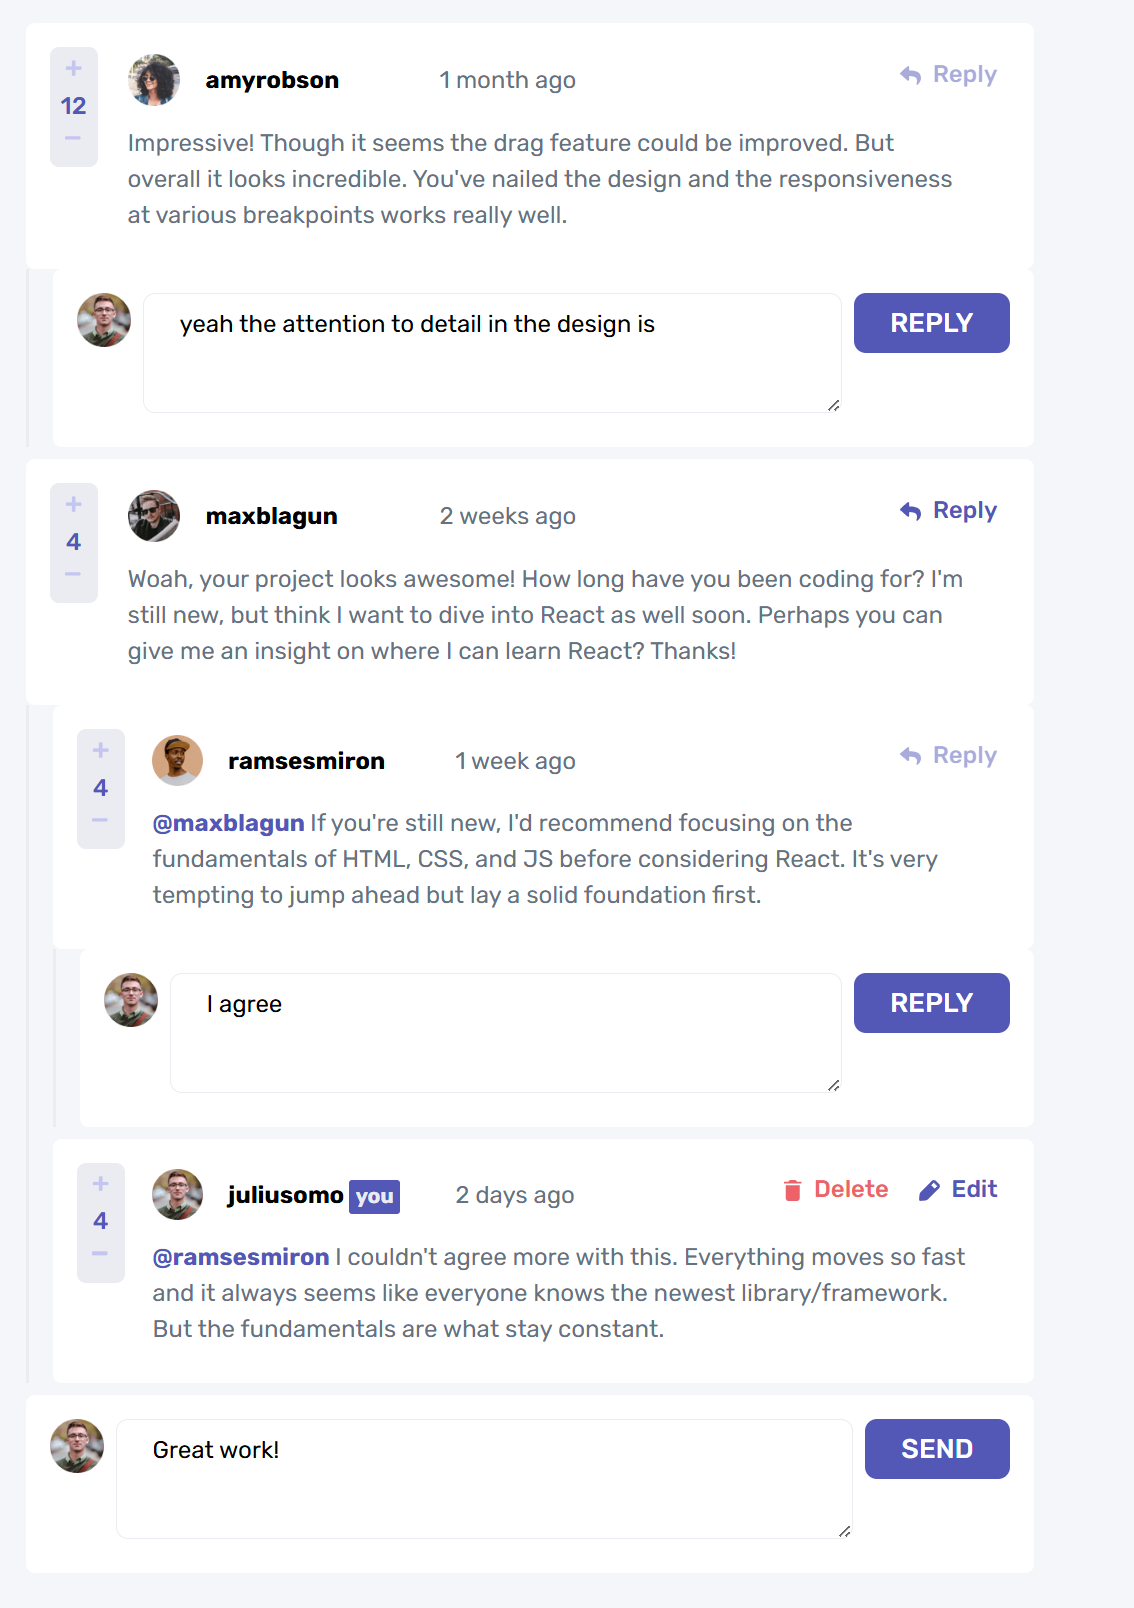 +
amyrobson 1 month ago Reply
12
−
Impressive! Though it seems the drag feature could be improved. But
overall it looks incredible. You've nailed the design and the responsiveness
at various breakpoints works really well.
yeah the attention to detail in the design is REPLY
+
maxblagun 2 weeks ago Reply
4
−
Woah, your project looks awesome! How long have you been coding for? I'm
still new, but think I want to dive into React as well soon. Perhaps you can
give me an insight on where I can learn React? Thanks!
+
ramsesmiron 1 week ago Reply
4
−
@maxblagun If you're still new, I'd recommend focusing on the
fundamentals of HTML, CSS, and JS before considering React. It's very
tempting to jump ahead but lay a solid foundation first.
I agree REPLY
+
juliusomo you 2 days ago Delete Edit
4
−
@ramsesmiron I couldn't agree more with this. Everything moves so fast
and it always seems like everyone knows the newest library/framework.
But the fundamentals are what stay constant.
Great work! SEND